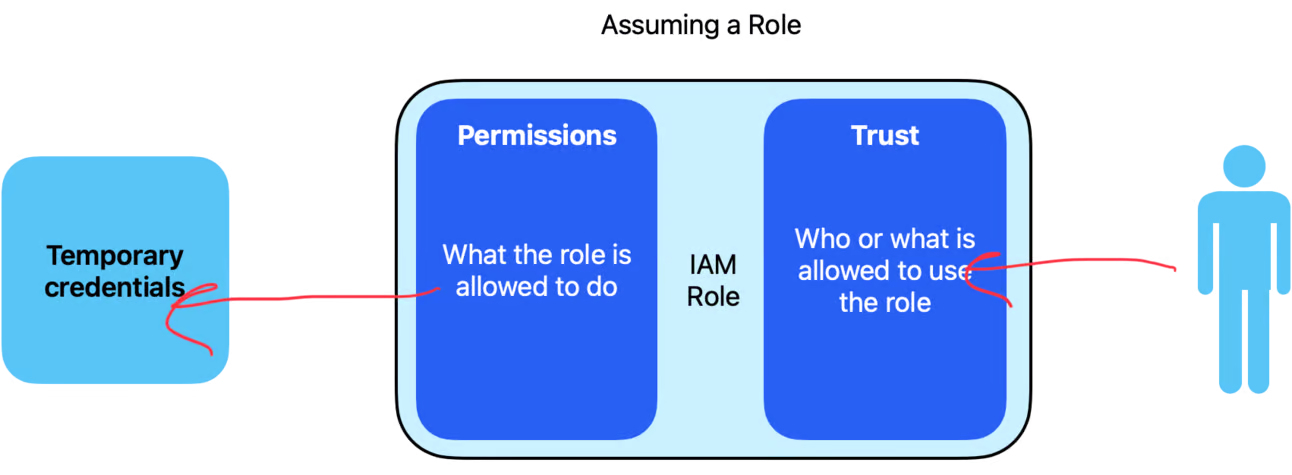 Assuming a Role
Permissions
What the role is
allowed to do
IAM
Role
Trust
Who or what is
allowed to use
the role
Temporary
credentials